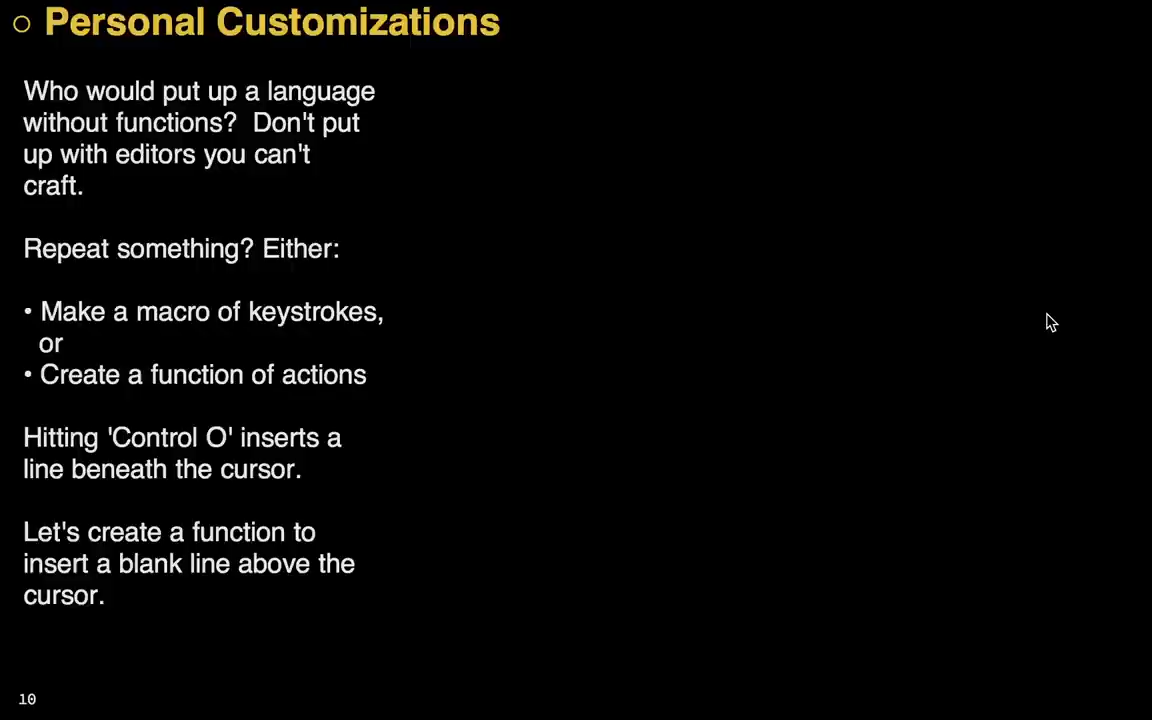 ○ Personal Customizations
Who would put up a language
without functions?  Don't put
up with editors you can't
craft.
Repeat something? Either:
• Make a macro of keystrokes,
or
• Create a function of actions
Hitting 'Control O' inserts a
line beneath the cursor.
Let's create a function to
insert a blank line above the
cursor.
10